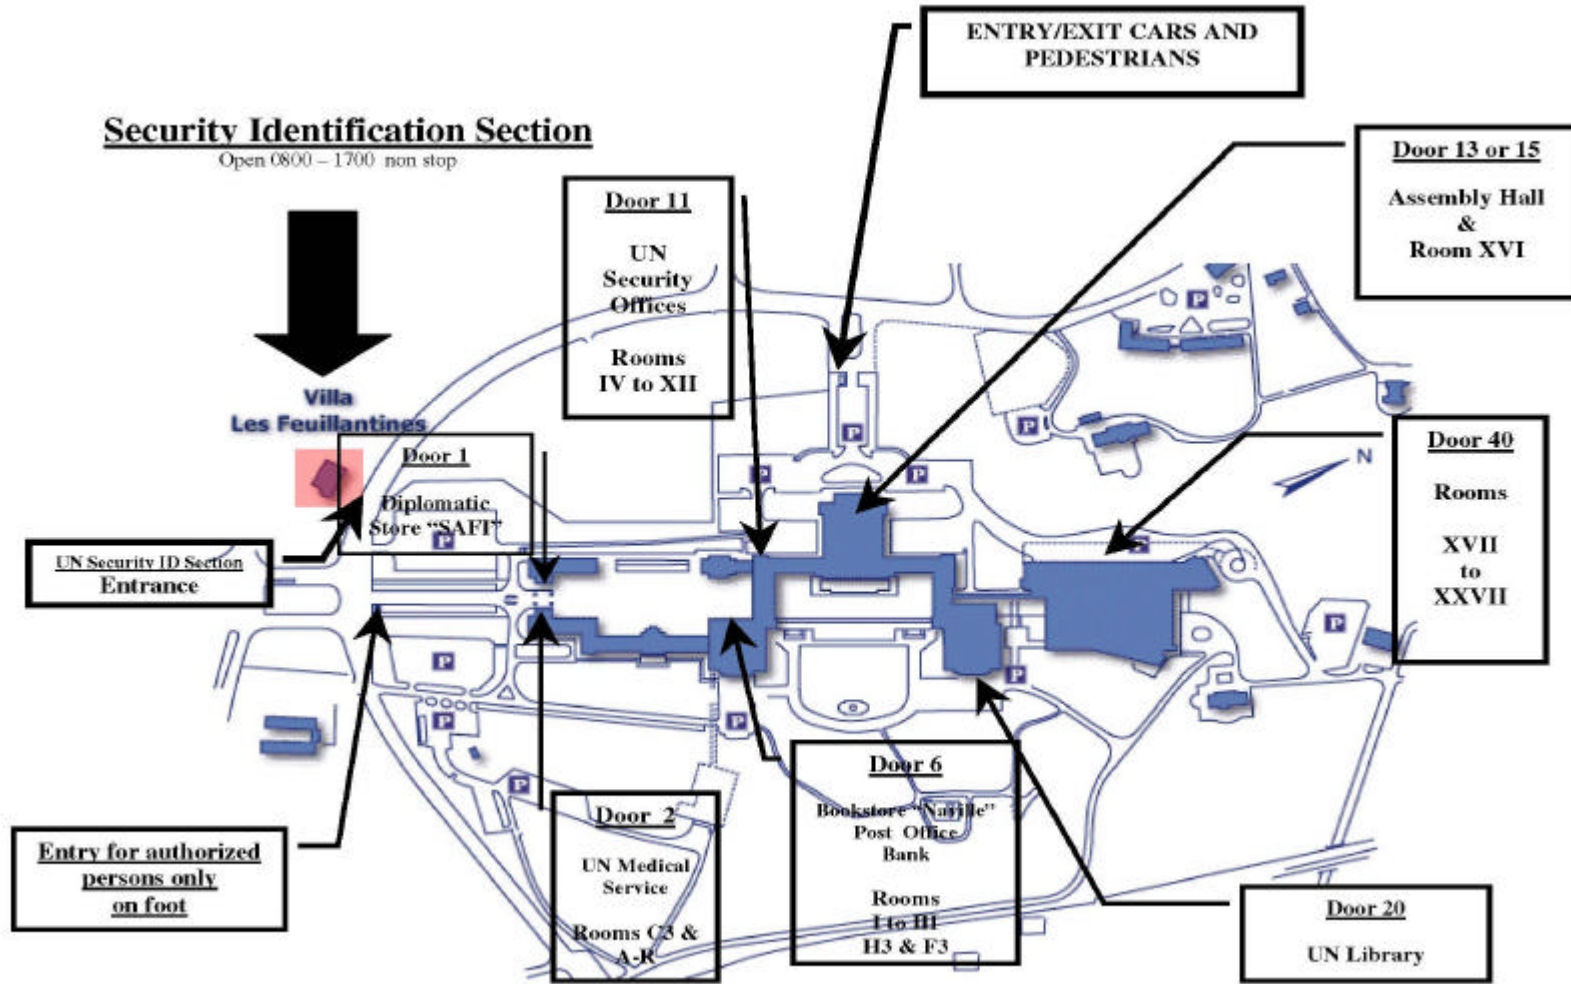 ENTRY/EXIT CARS AND
PEDESTRIANS
Security Identification Section
Open 0800 – 1700 non stop
Door 13 or 15
Assembly Hall
&
Room XVI
Door 11
UN
Security
Offices
Rooms
IV to XII
Villa
Les Feuillantines
Door 1
Diplomatic
Store “SAFI”
Door 40
Rooms
XVII
to
XXVII
N
UN Security ID Section
Entrance
P
P
P
P
P
P
P
P
P
P
P
P
P
Door 6
Bookstore “Naville”
Post Office
Bank
Rooms
I to III
H3 & F3
Door 2
UN Medical
Service
Rooms C3 &
A-R
Entry for authorized
persons only
on foot
Door 20
UN Library